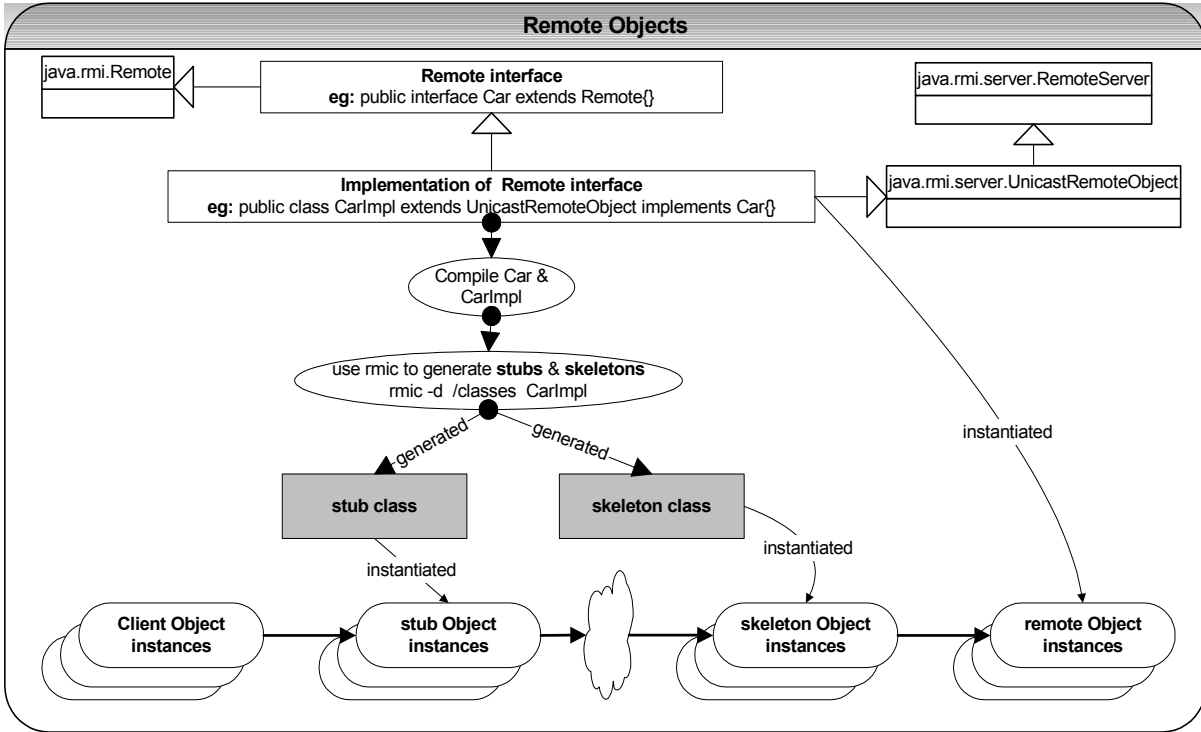 Remote Objects
java.rmi.Remote
Remote interface
eg: public interface Car extends Remote{}
java.rmi.server.RemoteServer
Implementation of Remote interface
eg: public class CarImpl extends UnicastRemoteObject implements Car{}
java.rmi.server.UnicastRemoteObject
Compile Car &
CarImpl
use rmic to generate stubs & skeletons
rmic -d /classes CarImpl
generated
generated
instantiated
stub class
skeleton class
instantiated
instantiated
Client Object
instances
stub Object
instances
skeleton Object
instances
remote Object
instances